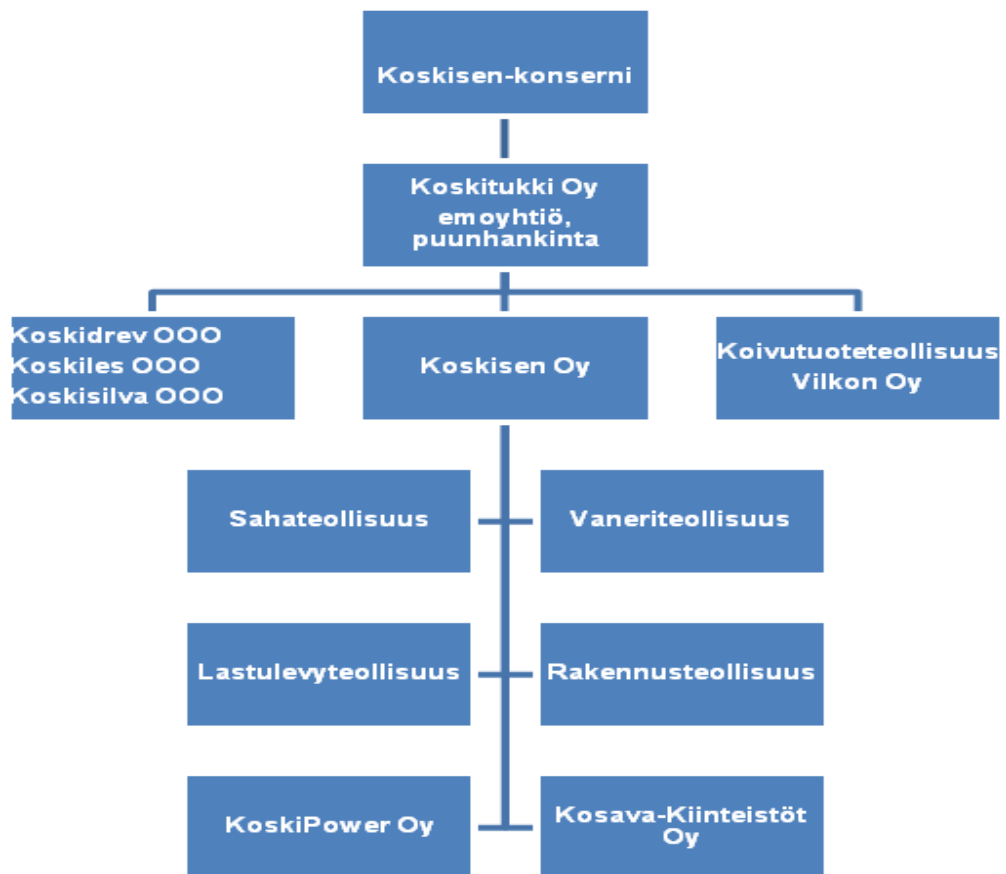 Koskisen-konserni
Koskitukki Oy
emoyhtiö,
puunhankinta
Koskidrev OOO
Koskiles OOO
Koskisilva OOO
Koskisen Oy
Koivutuoteteollisuus
Vilkon Oy
Sahateollisuus
Vaneriteollisuus
Lastulevyteollisuus
Rakennusteollisuus
KoskiPower Oy
Kosava-Kiinteistöt
Oy